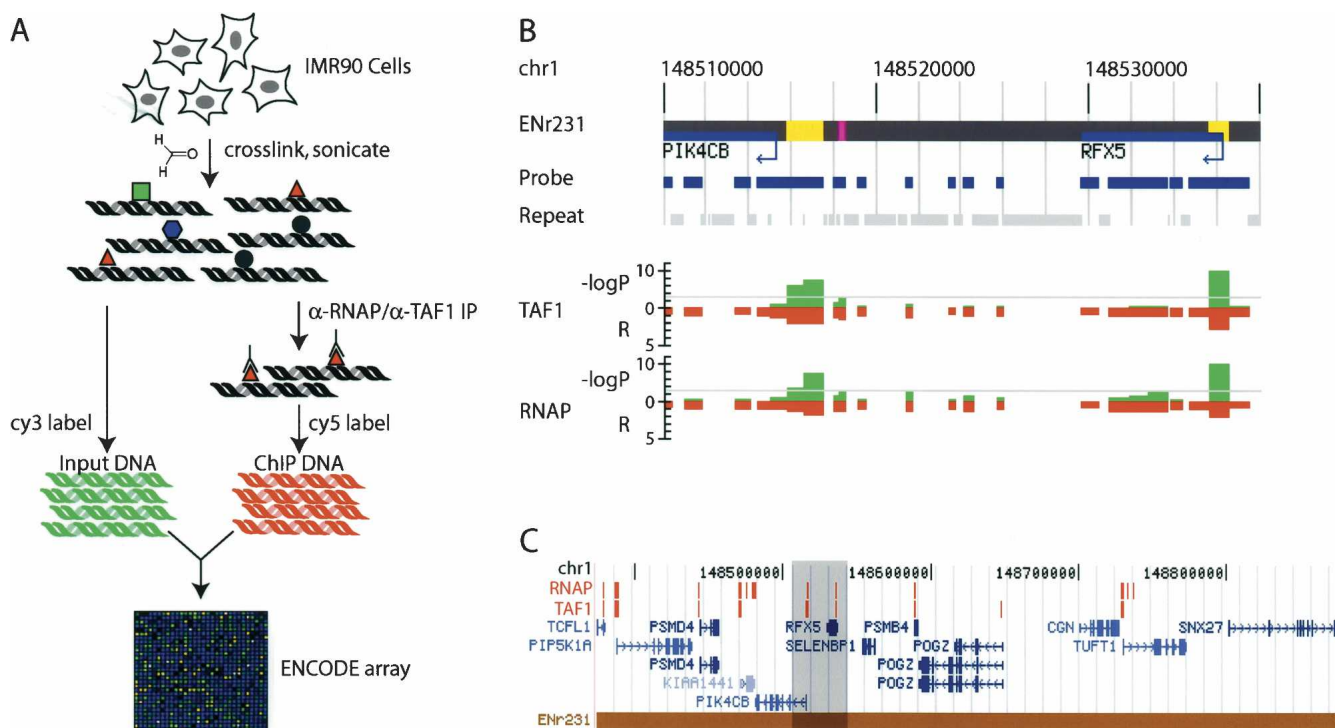 A
IMR90 Cells
H
H
O
crosslink, sonicate
α-RNAP/α-TAF1 IP
cy3 label
cy5 label
Input DNA
ChIP DNA
ENCODE array
B
chr1
148510000 148520000 148530000
ENr231
PIK4CB RFX5
Probe
Repeat
-logP 10
TAF1 0
R
5
-logP 10
0
RNAP
R
5
C
chr1 148500000 148600000 148700000 148800000
RNAP
TAF1
TCFL1 PSMD4 RFX5 PSMB4 CGN SNX27
PIP5K1A SELENBP1 POGZ TUFT1
PSMD4 POGZ
KIAA1441 POGZ
PIK4CB
ENr231